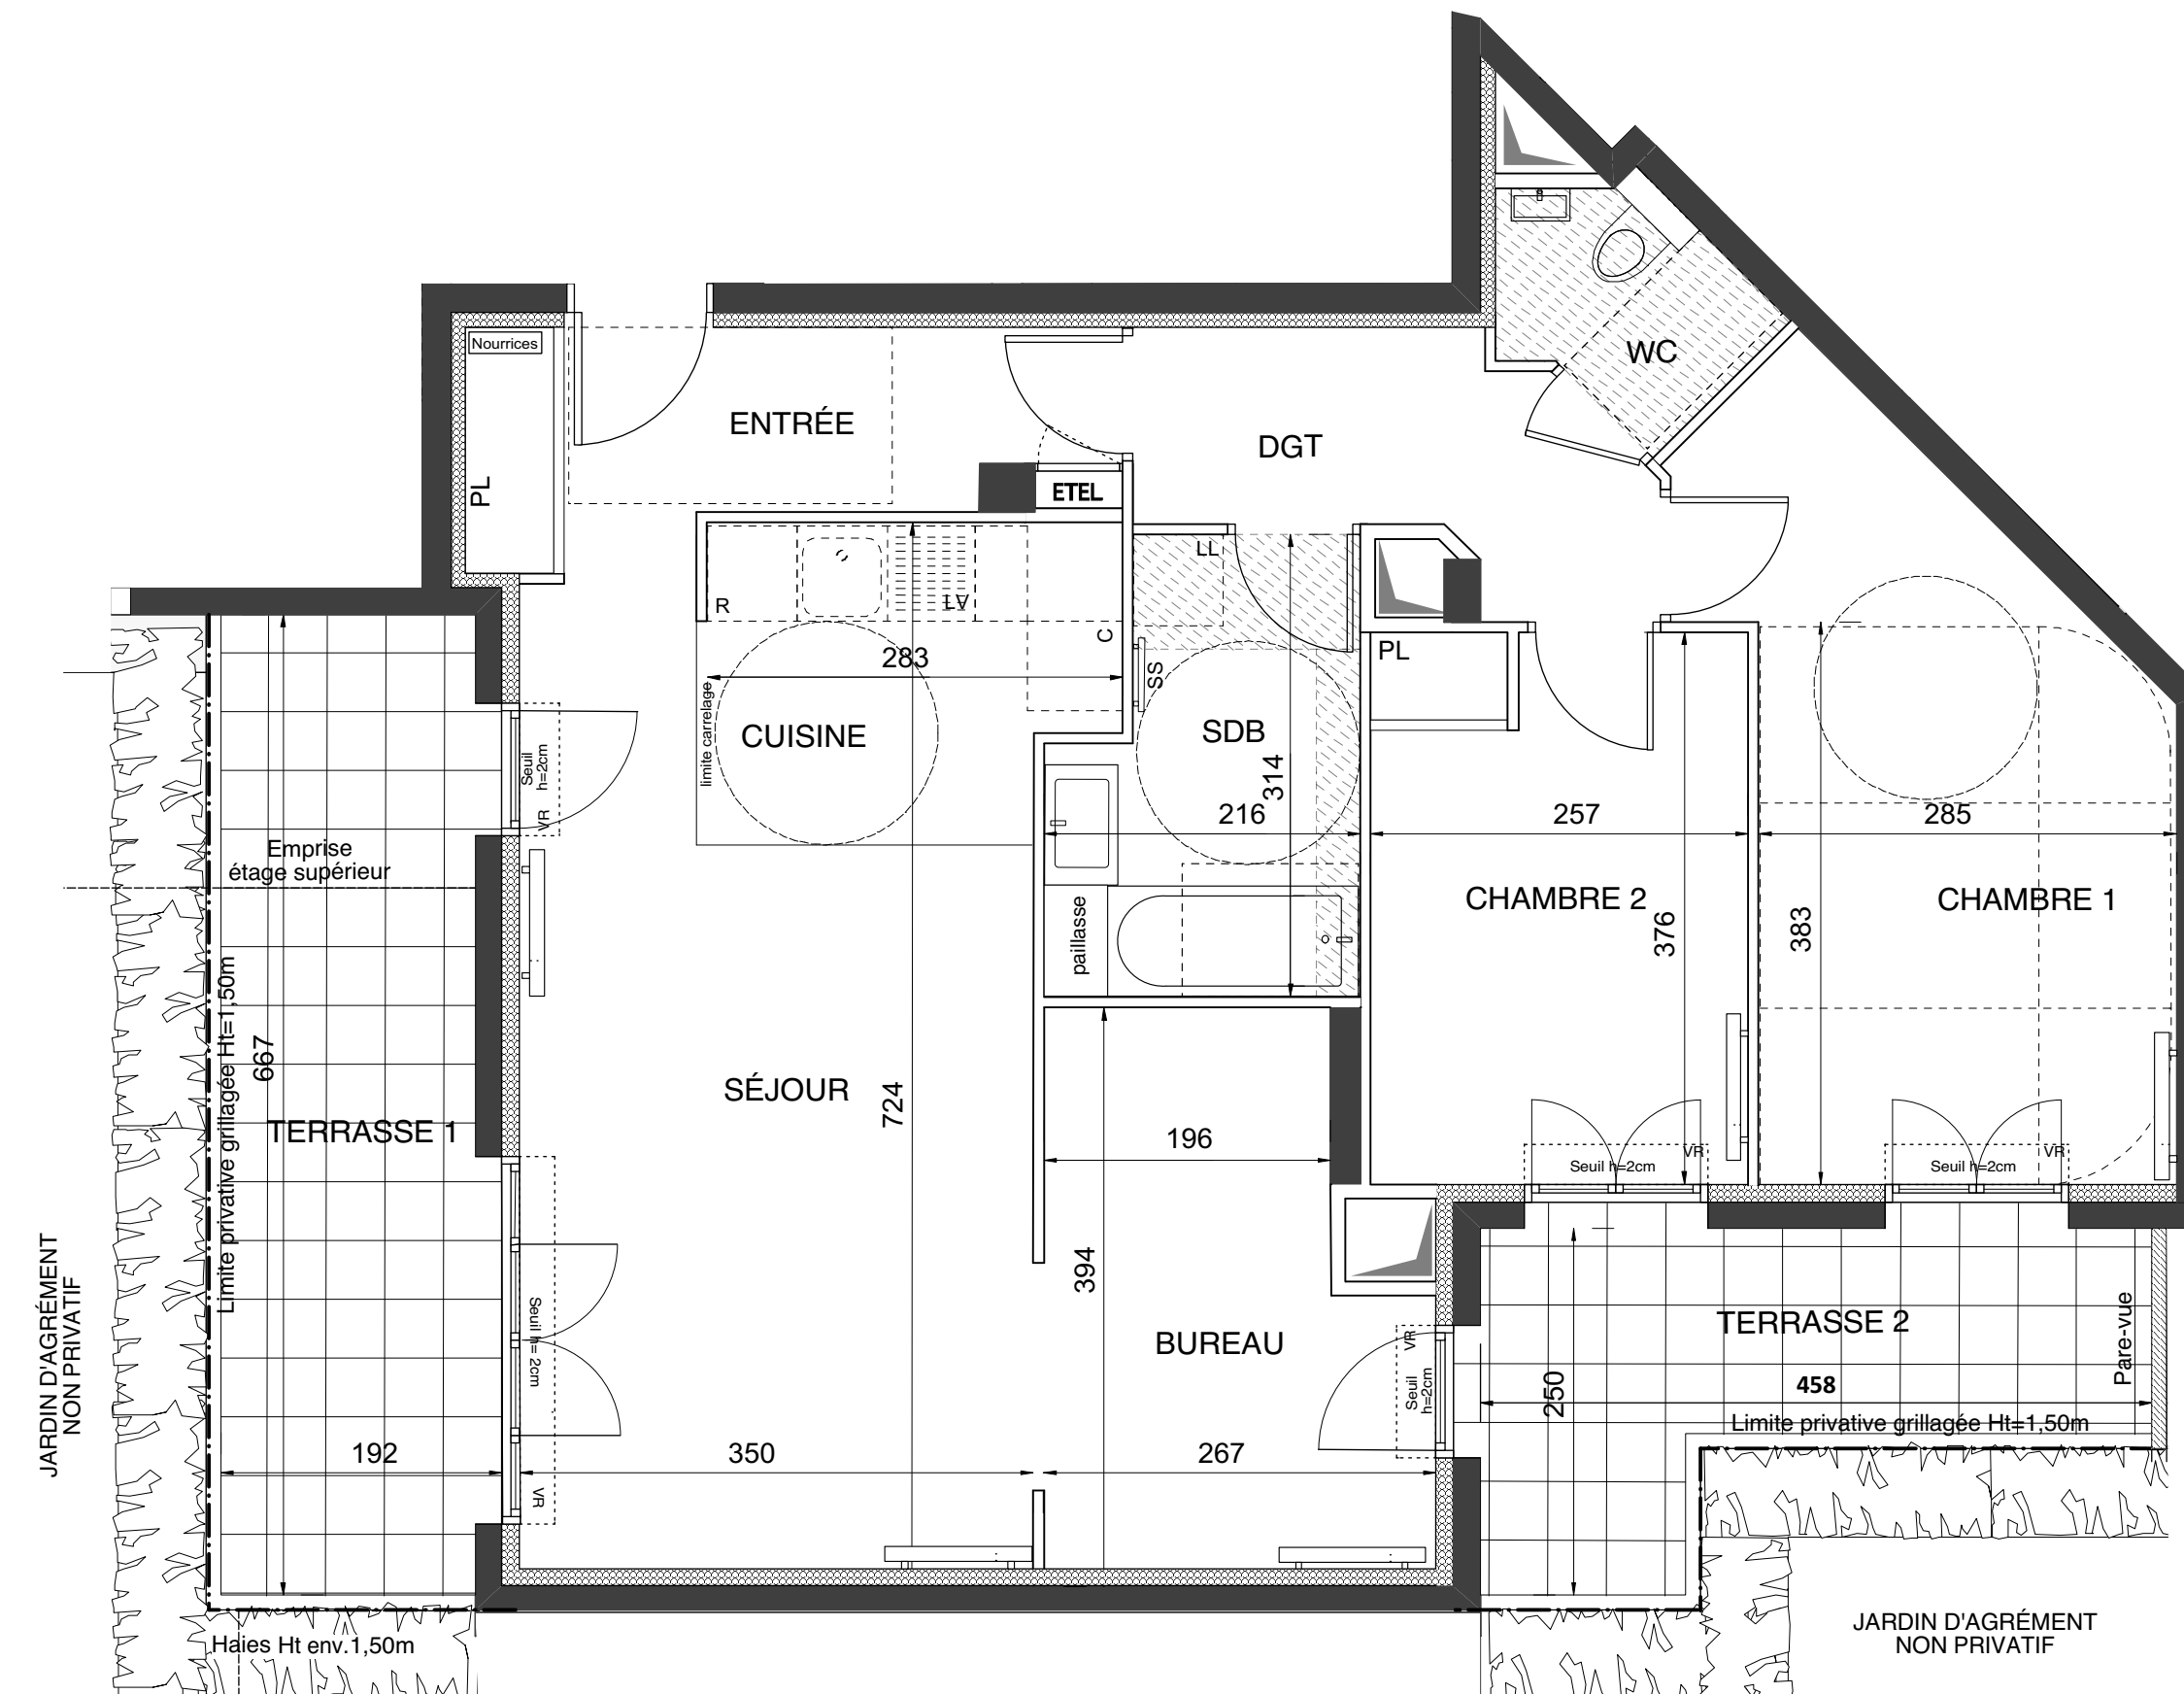 Nourrices
PL
ENTRÉE
DGT
WC
ETEL
R
LV
C
283
limite carrelage
CUISINE
LL
SS
SDB
314
216
paillasse
PL
257
CHAMBRE 2
376
285
CHAMBRE 1
383
Seuil
h=2cm
VR
Emprise
étage supérieur
Limite privative grillagée Ht=1,50m
667
TERRASSE 1
192
SÉJOUR
724
350
Seuil h= 2cm
VR
196
394
BUREAU
267
Seuil h=2cm
VR
Seuil h=2cm
VR
VR
Seuil
h=2cm
TERRASSE 2
250
458
Pare-vue
Limite privative grillagée Ht=1,50m
JARDIN D'AGRÉMENT
NON PRIVATIF
Haies Ht env.1,50m
JARDIN D'AGRÉMENT
NON PRIVATIF